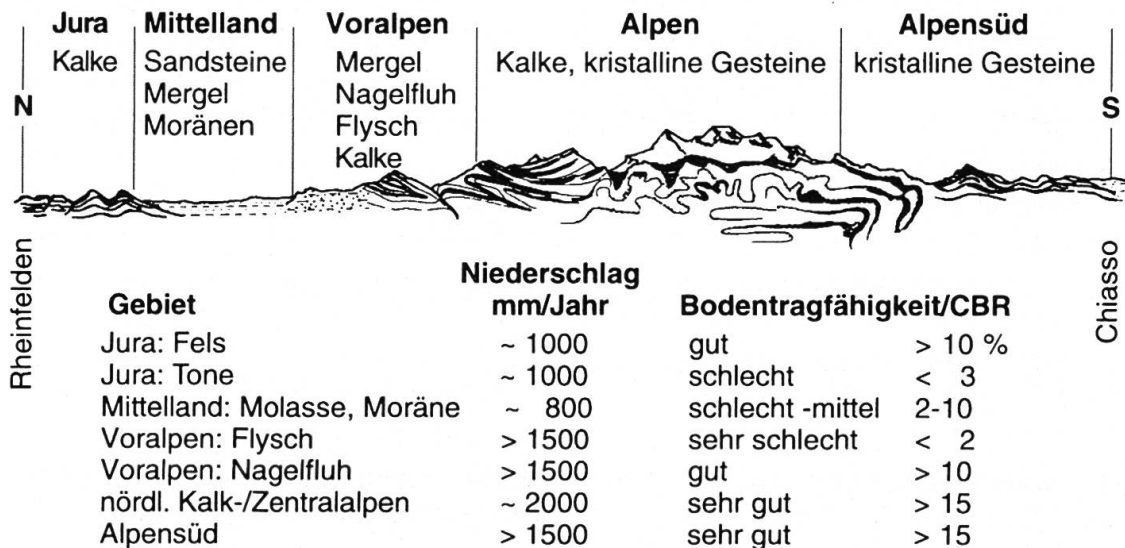 Jura Mittelland Voralpen Alpen Alpensüd
Kalke Sandsteine Mergel Kalke, kristalline Gesteine kristalline Gesteine
Mergel Nagelfluh
N S
Moränen Flysch
Kalke
Rheinfelden
Chiasso
Niederschlag
Gebiet mm/Jahr Bodentragfähigkeit/CBR
Jura: Fels ~ 1000 gut > 10 %
Jura: Tone ~ 1000 schlecht < 3
Mittelland: Molasse, Moräne ~ 800 schlecht -mittel 2-10
Voralpen: Flysch > 1500 sehr schlecht < 2
Voralpen: Nagelfluh > 1500 gut > 10
nördl. Kalk-/Zentralalpen ~ 2000 sehr gut > 15
Alpensüd > 1500 sehr gut > 15